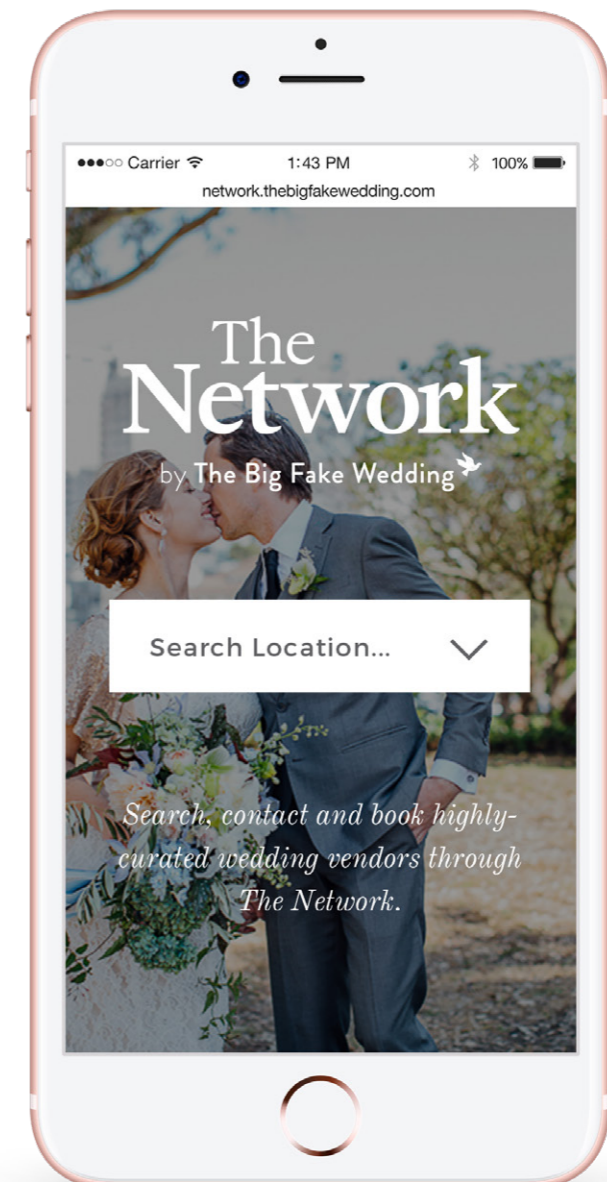 ●●●○○ Carrier 1:43 PM 100%
network.thebigfakewedding.com
The
Network
by The Big Fake Wedding
Search Location...
Search, contact and book highly-
curated wedding vendors through
The Network.